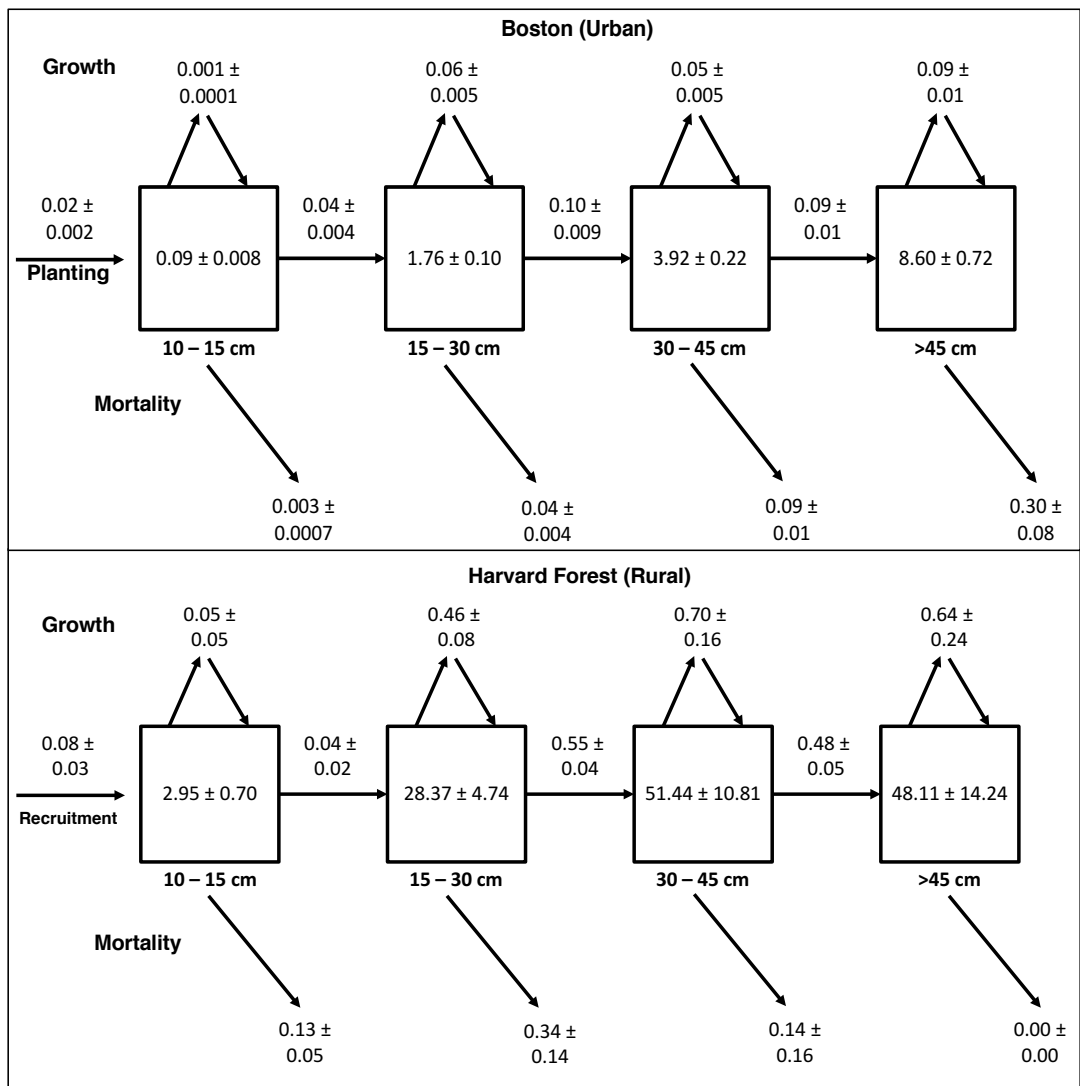 Boston (Urban)
Growth
0.001 ±
0.0001
0.06 ±
0.005
0.05 ±
0.005
0.09 ±
0.01
0.02 ±
0.002
Planting
0.04 ±
0.004
0.10 ±
0.009
0.09 ±
0.01
0.09 ± 0.008
1.76 ± 0.10
3.92 ± 0.22
8.60 ± 0.72
10 – 15 cm
15 – 30 cm
30 – 45 cm
>45 cm
Mortality
0.003 ±
0.0007
0.04 ±
0.004
0.09 ±
0.01
0.30 ±
0.08
Harvard Forest (Rural)
Growth
0.05 ±
0.05
0.46 ±
0.08
0.70 ±
0.16
0.64 ±
0.24
0.08 ±
0.03
Recruitment
0.04 ±
0.02
0.55 ±
0.04
0.48 ±
0.05
2.95 ± 0.70
28.37 ± 4.74
51.44 ± 10.81
48.11 ± 14.24
10 – 15 cm
15 – 30 cm
30 – 45 cm
>45 cm
Mortality
0.13 ±
0.05
0.34 ±
0.14
0.14 ±
0.16
0.00 ±
0.00